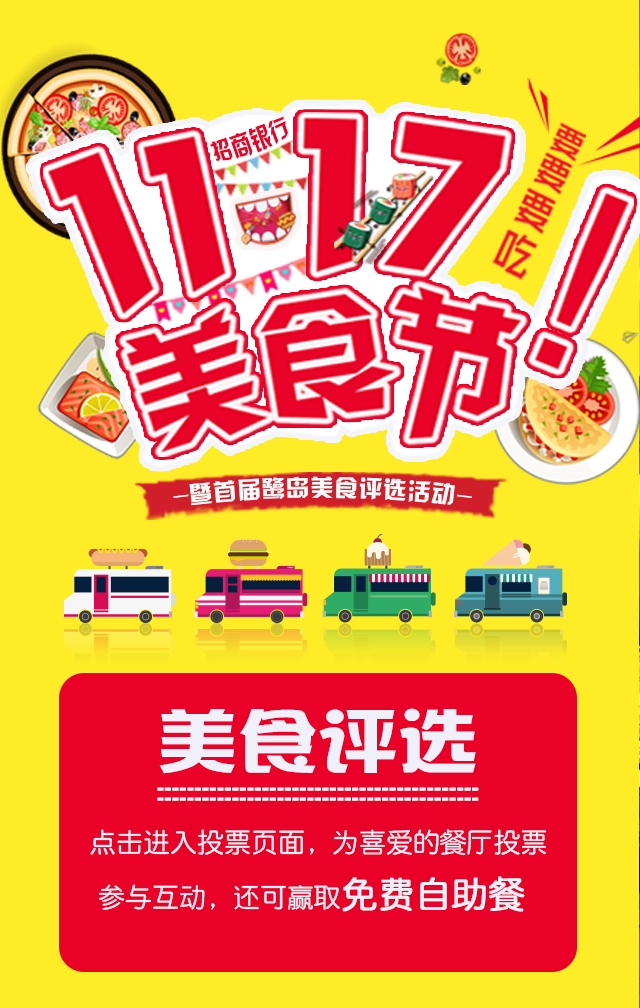 招商银行
11 17
要要要吃
美食节!
暨首届鹭岛美食评选活动
美食评选
点击进入投票页面，为喜爱的餐厅投票
参与互动，还可赢取免费自助餐